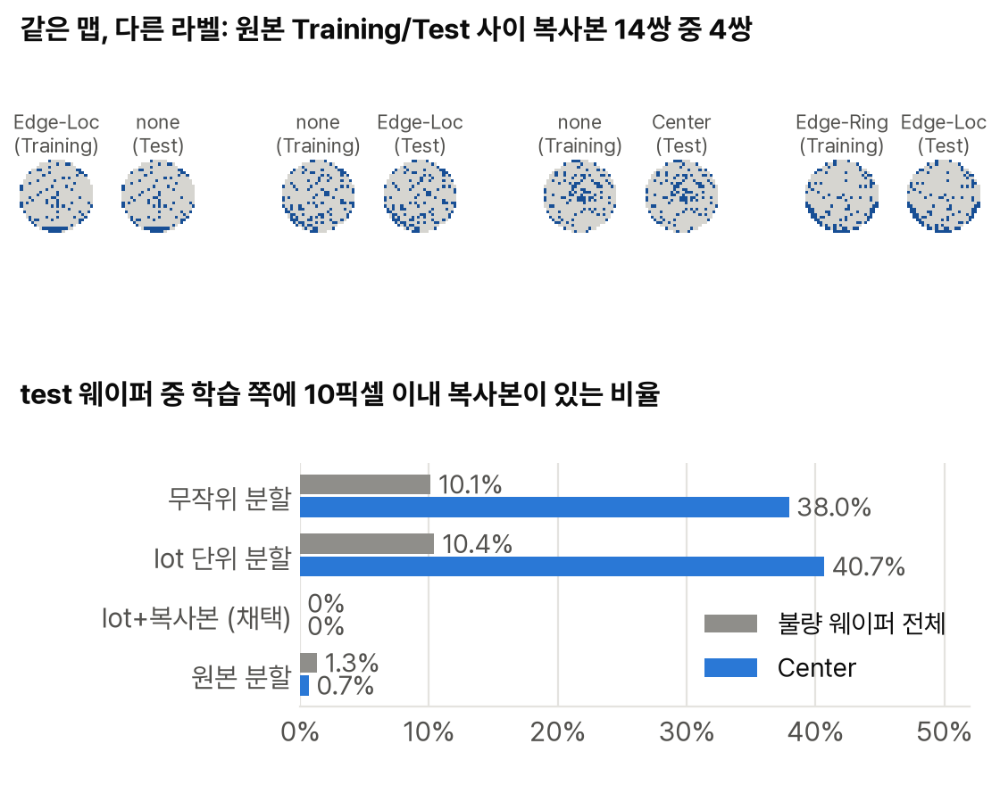 같은 맵, 다른 라벨: 원본 Training/Test 사이 복사본 14쌍 중 4쌍
Edge-Loc
(Training)
none
(Test)
none
(Training)
Edge-Loc
(Test)
none
(Training)
Center
(Test)
Edge-Ring
(Training)
Edge-Loc
(Test)
test 웨이퍼 중 학습 쪽에 10픽셀 이내 복사본이 있는 비율
무작위 분할
10.1%
38.0%
lot 단위 분할
10.4%
40.7%
lot+복사본 (채택)
0%
0%
원본 분할
1.3%
0.7%
불량 웨이퍼 전체
Center
0%
10%
20%
30%
40%
50%